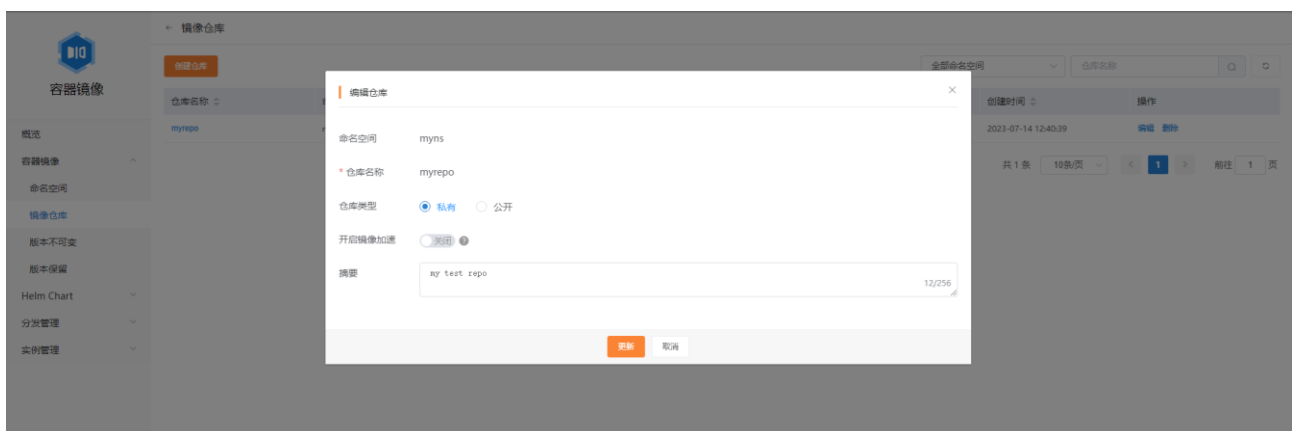 ← 镜像仓库
容器镜像
创建仓库
全部命名空间
仓库名称
仓库名称
创建时间
操作
myrepo
2023-07-14 12:40:39
编辑 删除
共 1 条
10条/页
1
前往 1 页
概览
容器镜像
命名空间
镜像仓库
版本不可变
版本保留
Helm Chart
分发管理
实例管理
编辑仓库
命名空间 myns
* 仓库名称 myrepo
仓库类型 私有 公开
开启镜像加速 关闭
摘要 my test repo
12/256
更新 取消